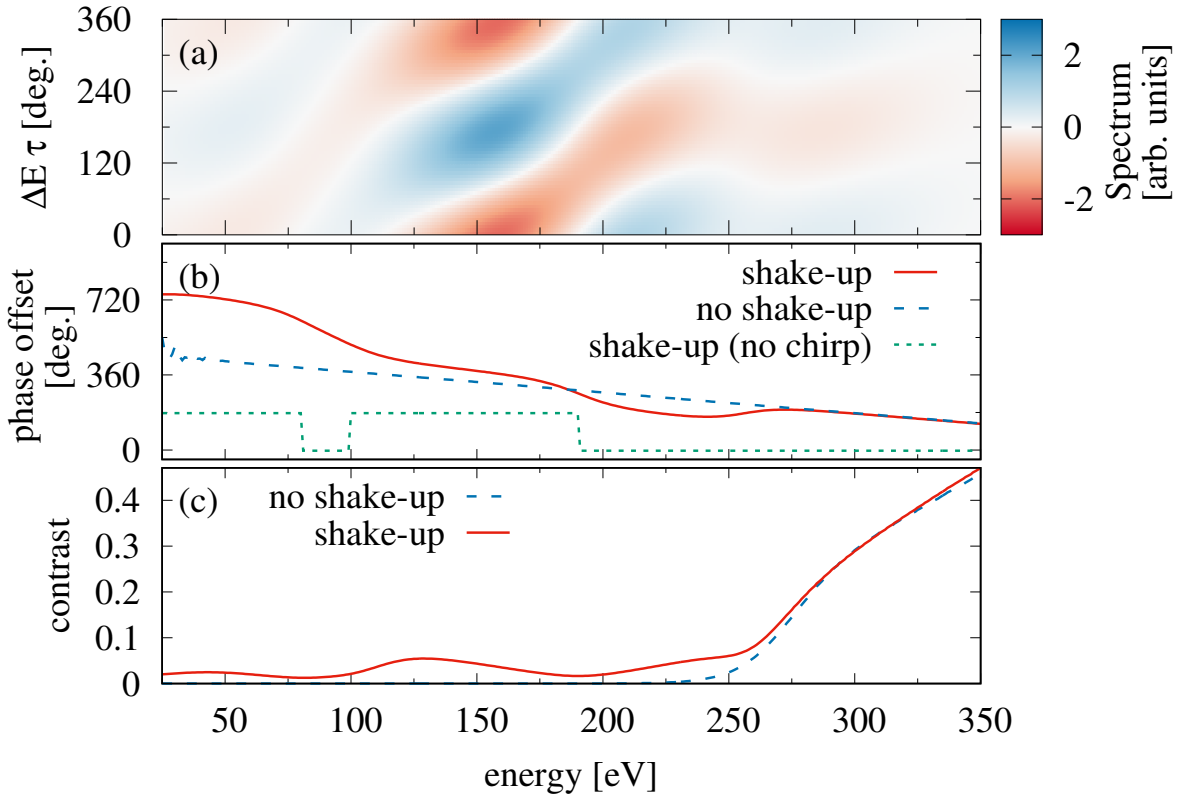 (a)
360
240
120
0
ΔE τ [deg.]
2
0
-2
Spectrum
[arb. units]
(b)
720
360
0
phase offset
[deg.]
shake-up
no shake-up
shake-up (no chirp)
(c)
no shake-up
shake-up
0.4
0.3
0.2
0.1
0
contrast
50 100 150 200 250 300 350
energy [eV]